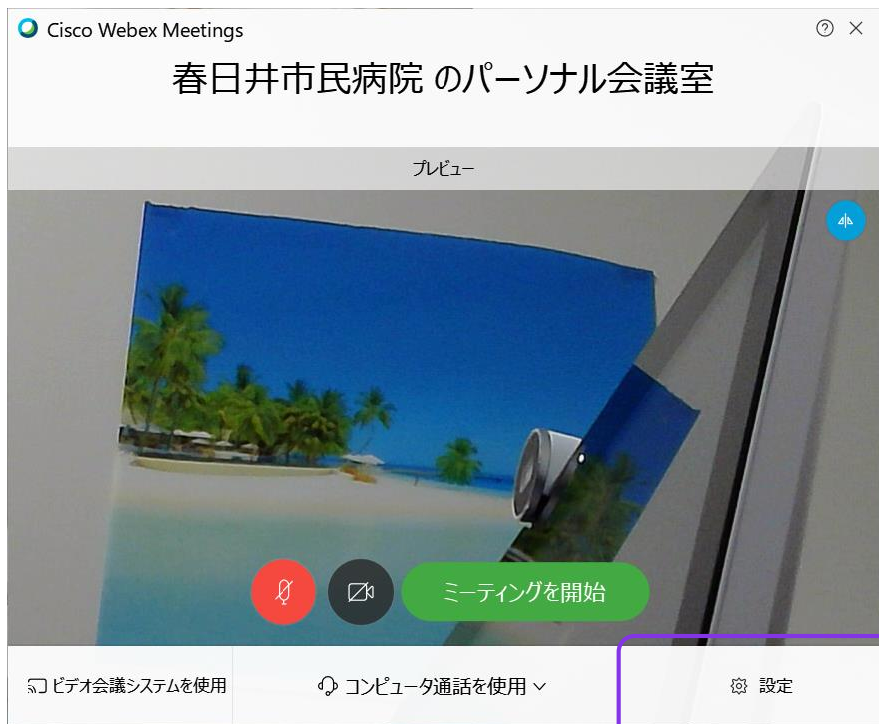 Cisco Webex Meetings
春日井市民病院 のパーソナル会議室
プレビュー
ミーティングを開始
ビデオ会議システムを使用
コンピュータ通話を使用
設定